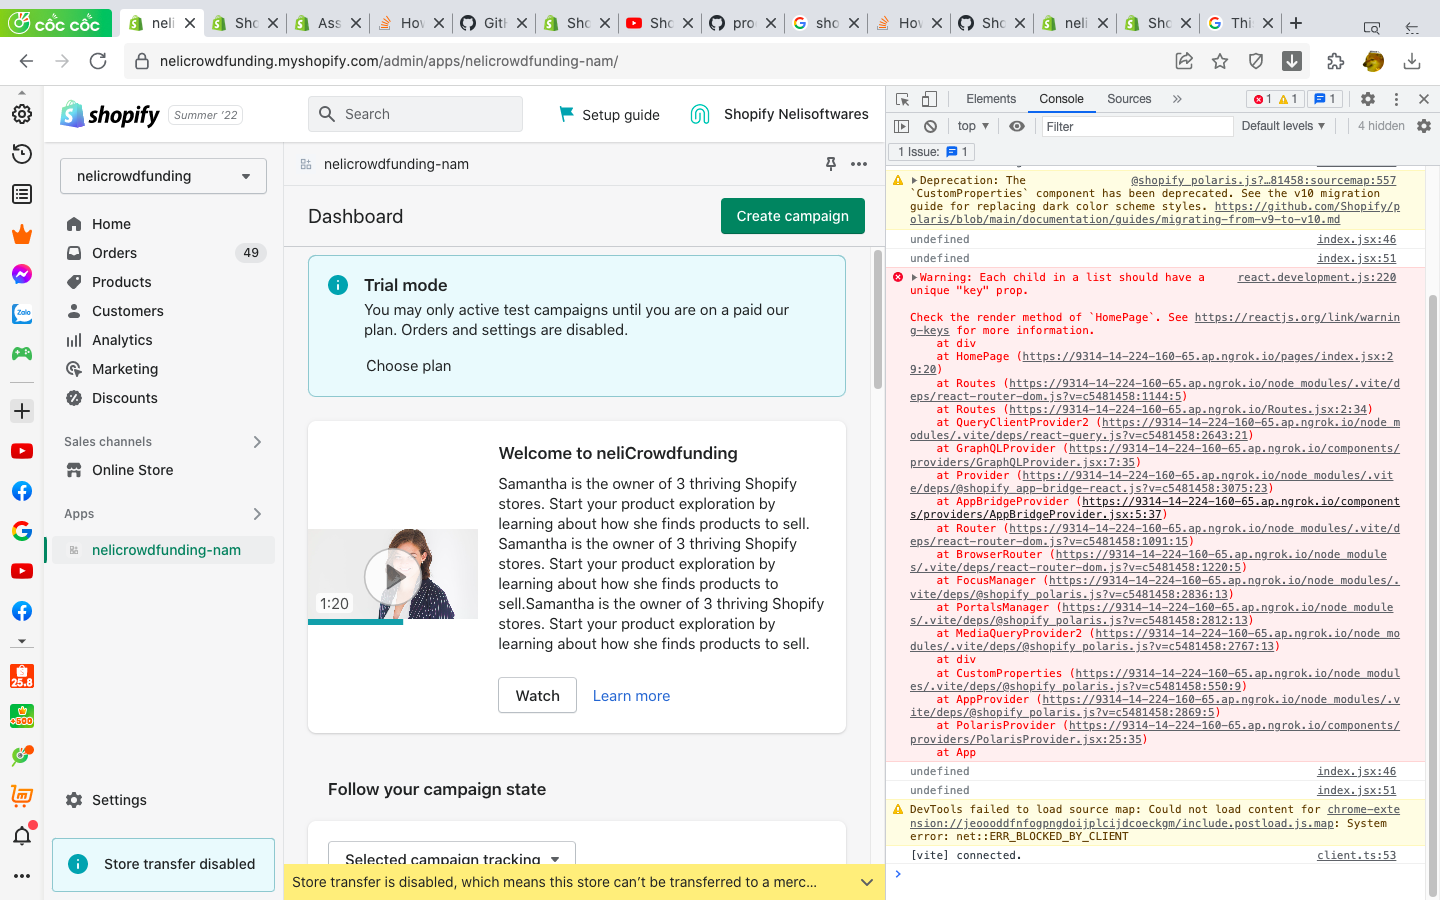 cốc cốc
neli
Sho
Ass
How
GitH
Sho
Sho
pro
sho
How
Sho
neli
Sho
Thi
nelicrowdfunding.myshopify.com/admin/apps/nelicrowdfunding-nam/
shopify
Summer '22
Search
Setup guide
Shopify Nelisoftwares
nelicrowdfunding
Home
Orders
49
Products
Customers
Analytics
Marketing
Discounts
Sales channels
Online Store
Apps
nelicrowdfunding-nam
Settings
Store transfer disabled
Zalo
25.8
+500
nelicrowdfunding-nam
Dashboard
Create campaign
Trial mode
You may only active test campaigns until you are on a paid our
plan. Orders and settings are disabled.
Choose plan
Welcome to neliCrowdfunding
Samantha is the owner of 3 thriving Shopify
stores. Start your product exploration by
learning about how she finds products to sell.
Samantha is the owner of 3 thriving Shopify
stores. Start your product exploration by
learning about how she finds products to
sell.Samantha is the owner of 3 thriving Shopify
stores. Start your product exploration by
learning about how she finds products to sell.
1:20
Watch
Learn more
Follow your campaign state
Selected campaign tracking
Store transfer is disabled, which means this store can't be transferred to a merc...
Elements
Console
Sources
1
1
1
top
Filter
Default levels
4 hidden
1 Issue: 1
Deprecation: The @shopify_polaris.js?…81458:sourcemap:557
`CustomProperties` component has been deprecated. See the v10 migration
guide for replacing dark color scheme styles. https://github.com/Shopify/p
olaris/blob/main/documentation/guides/migrating-from-v9-to-v10.md
undefined index.jsx:46
undefined index.jsx:51
Warning: Each child in a list should have a react.development.js:220
unique "key" prop.
Check the render method of `HomePage`. See https://reactjs.org/link/warnin
g-keys for more information.
at div
at HomePage (https://9314-14-224-160-65.ap.ngrok.io/pages/index.jsx:2
9:20)
at Routes (https://9314-14-224-160-65.ap.ngrok.io/node_modules/.vite/d
eps/react-router-dom.js?v=c5481458:1144:5)
at Routes (https://9314-14-224-160-65.ap.ngrok.io/Routes.jsx:2:34)
at QueryClientProvider2 (https://9314-14-224-160-65.ap.ngrok.io/node_m
odules/.vite/deps/react-query.js?v=c5481458:2643:21)
at GraphQLProvider (https://9314-14-224-160-65.ap.ngrok.io/components/
providers/GraphQLProvider.jsx:7:35)
at Provider (https://9314-14-224-160-65.ap.ngrok.io/node_modules/.vit
e/deps/@shopify_app-bridge-react.js?v=c5481458:3075:23)
at AppBridgeProvider (https://9314-14-224-160-65.ap.ngrok.io/component
s/providers/AppBridgeProvider.jsx:5:37)
at Router (https://9314-14-224-160-65.ap.ngrok.io/node_modules/.vite/d
eps/react-router-dom.js?v=c5481458:1091:15)
at BrowserRouter (https://9314-14-224-160-65.ap.ngrok.io/node_module
s/.vite/deps/react-router-dom.js?v=c5481458:1220:5)
at FocusManager (https://9314-14-224-160-65.ap.ngrok.io/node_modules/.
vite/deps/@shopify_polaris.js?v=c5481458:2836:13)
at PortalsManager (https://9314-14-224-160-65.ap.ngrok.io/node_module
s/.vite/deps/@shopify_polaris.js?v=c5481458:2812:13)
at MediaQueryProvider2 (https://9314-14-224-160-65.ap.ngrok.io/node_mo
dules/.vite/deps/@shopify_polaris.js?v=c5481458:2767:13)
at div
at CustomProperties (https://9314-14-224-160-65.ap.ngrok.io/node_modul
es/.vite/deps/@shopify_polaris.js?v=c5481458:550:9)
at AppProvider (https://9314-14-224-160-65.ap.ngrok.io/node_modules/.v
ite/deps/@shopify_polaris.js?v=c5481458:2869:5)
at PolarisProvider (https://9314-14-224-160-65.ap.ngrok.io/components/
providers/PolarisProvider.jsx:25:35)
at App
undefined index.jsx:46
undefined index.jsx:51
DevTools failed to load source map: Could not load content for chrome-exte
nsion://jeoooddfnfogpngdoijplcijdcoeckgm/include.postload.js.map: System
error: net::ERR_BLOCKED_BY_CLIENT
[vite] connected. client.ts:53